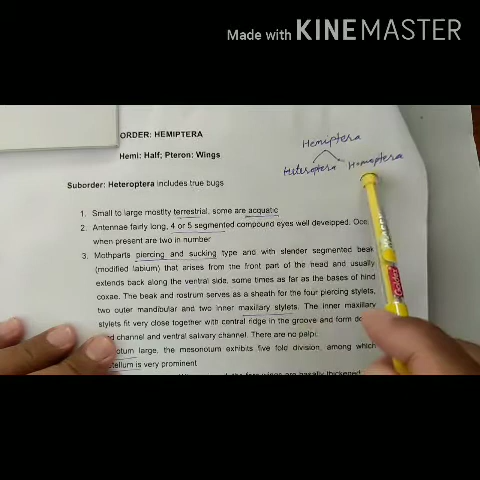 Made with KINEMASTER
ORDER: HEMIPTERA
Hemiptera
Hemi: Half; Pteron: Wings
Heteroptera Homoptera
Suborder: Heteroptera includes true bugs
1. Small to large mostlty terrestrial, some are acquatic
2. Antennae fairly long, 4 or 5 segmented compound eyes well develpped.
when present are two in number
3. Mothparts piercing and sucking type and with slender segmented beak
(modified labium) that arises from the front part of the head and usually
extends back along the ventral side, some times as far as the bases of hind
coxae. The beak and rostrum serves as a sheath for the four piercing stylets,
two outer mandibular and two inner maxillary stylets. The inner maxillary
stylets fit very close together with central ridge in the groove and form
channel and ventral salivary channel. There are no palpi
large, the mesonotum exhibits five fold division, among which
is very prominent